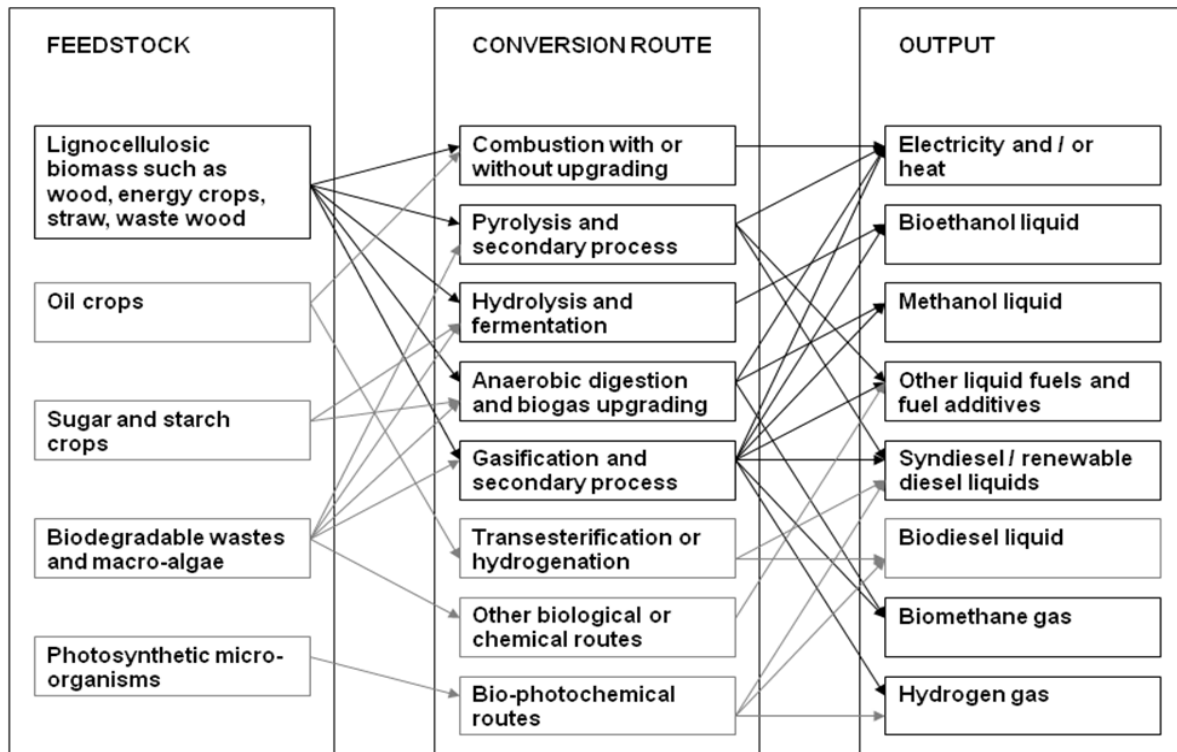 FEEDSTOCK
Lignocellulosic
biomass such as
wood, energy crops,
straw, waste wood
Oil crops
Sugar and starch
crops
Biodegradable wastes
and macro-algae
Photosynthetic micro-
organisms
CONVERSION ROUTE
Combustion with or
without upgrading
Pyrolysis and
secondary process
Hydrolysis and
fermentation
Anaerobic digestion
and biogas upgrading
Gasification and
secondary process
Transesterification or
hydrogenation
Other biological or
chemical routes
Bio-photochemical
routes
OUTPUT
Electricity and / or
heat
Bioethanol liquid
Methanol liquid
Other liquid fuels and
fuel additives
Syndiesel / renewable
diesel liquids
Biodiesel liquid
Biomethane gas
Hydrogen gas